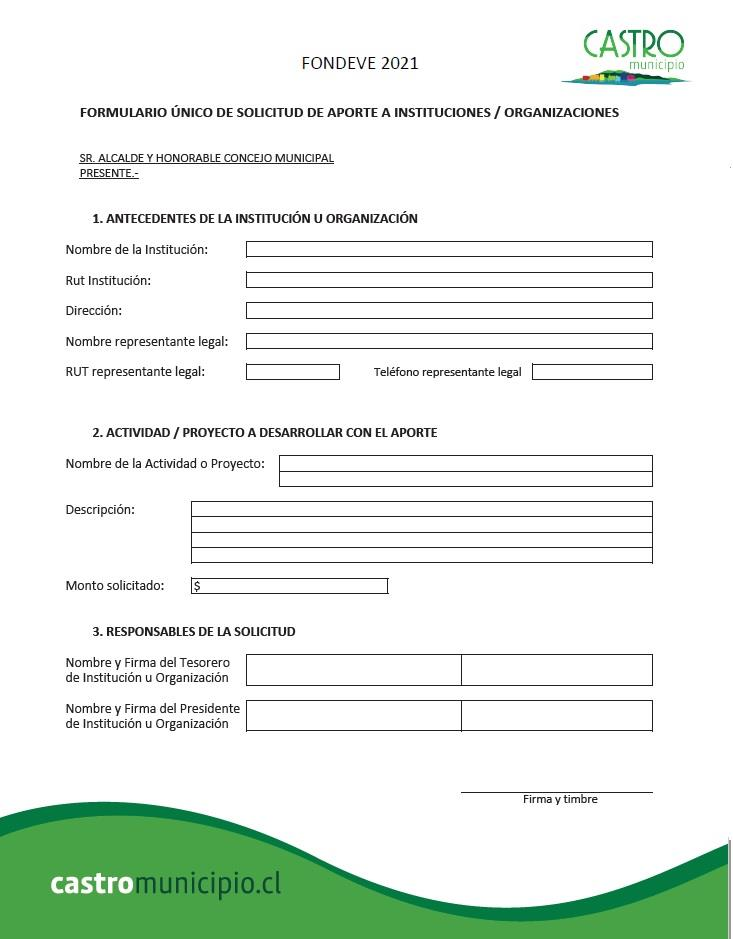 CASTRO
municipio
FONDEVE 2021
FORMULARIO ÚNICO DE SOLICITUD DE APORTE A INSTITUCIONES / ORGANIZACIONES
SR. ALCALDE Y HONORABLE CONCEJO MUNICIPAL
PRESENTE.-
1. ANTECEDENTES DE LA INSTITUCIÓN U ORGANIZACIÓN
Nombre de la Institución:
Rut Institución:
Dirección:
Nombre representante legal:
RUT representante legal: Teléfono representante legal
2. ACTIVIDAD / PROYECTO A DESARROLLAR CON EL APORTE
Nombre de la Actividad o Proyecto:
Descripción:
Monto solicitado: $
3. RESPONSABLES DE LA SOLICITUD
Nombre y Firma del Tesorero
de Institución u Organización
Nombre y Firma del Presidente
de Institución u Organización
Firma y timbre
castromunicipio.cl